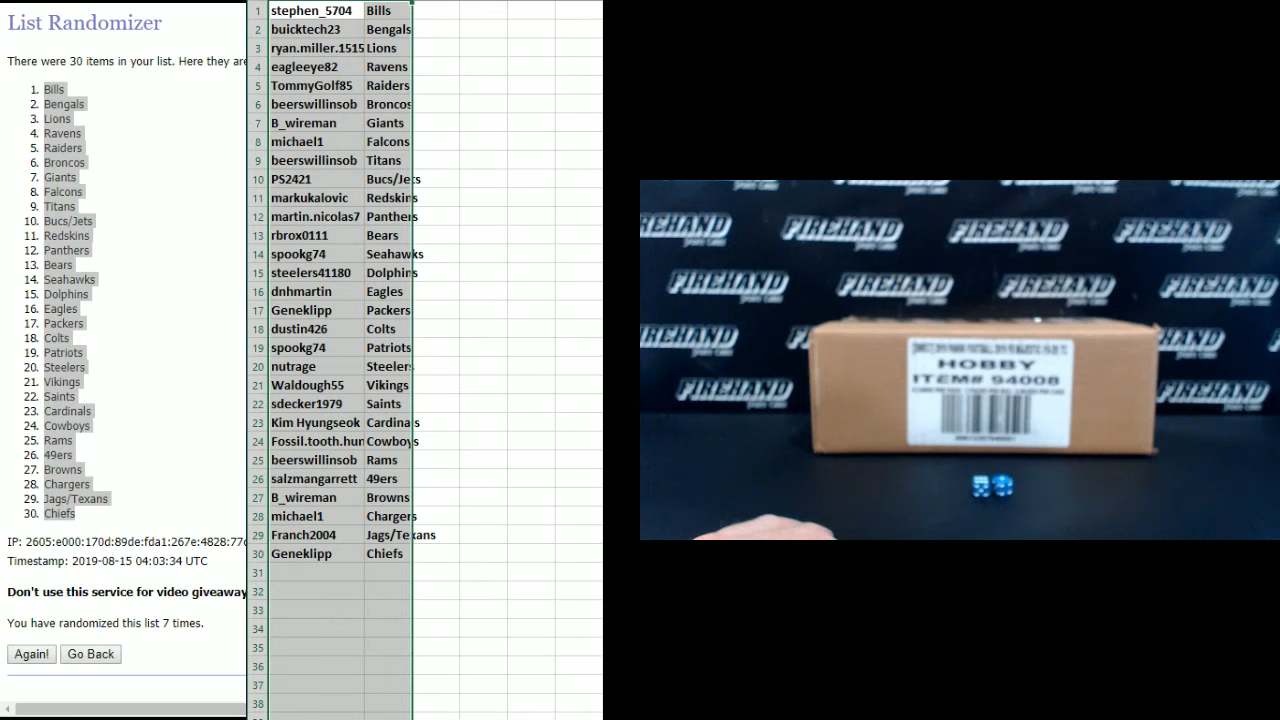 List Randomizer
There were 30 items in your list. Here they are
1. Bills
2. Bengals
3. Lions
4. Ravens
5. Raiders
6. Broncos
7. Giants
8. Falcons
9. Titans
10. Bucs/Jets
11. Redskins
12. Panthers
13. Bears
14. Seahawks
15. Dolphins
16. Eagles
17. Packers
18. Colts
19. Patriots
20. Steelers
21. Vikings
22. Saints
23. Cardinals
24. Cowboys
25. Rams
26. 49ers
27. Browns
28. Chargers
29. Jags/Texans
30. Chiefs
IP: 2605:e000:170d:89de:fda1:267e:4828:77
Timestamp: 2019-08-15 04:03:34 UTC
Don't use this service for video giveaway
You have randomized this list 7 times.
Again! Go Back
1 stephen_5704 Bills
2 buicktech23 Bengals
3 ryan.miller.1515 Lions
4 eagleeye82 Ravens
5 TommyGolf85 Raiders
6 beerswillinsob Broncos
7 B_wireman Giants
8 michael1 Falcons
9 beerswillinsob Titans
10 PS2421 Bucs/Jets
11 markukalovic Redskins
12 martin.nicolas7 Panthers
13 rbrox0111 Bears
14 spookg74 Seahawks
15 steelers41180 Dolphins
16 dnhmartin Eagles
17 Geneklipp Packers
18 dustin426 Colts
19 spookg74 Patriots
20 nutrage Steelers
21 Waldough55 Vikings
22 sdecker1979 Saints
23 Kim Hyungseok Cardinals
24 Fossil.tooth.hun Cowboys
25 beerswillinsob Rams
26 salzmangarrett 49ers
27 B_wireman Browns
28 michael1 Chargers
29 Franch2004 Jags/Texans
30 Geneklipp Chiefs
31
32
33
34
35
36
37
38
FIREHAND FIREHAND FIREHAND FIREHAND
FIREHAND FIREHAND FIREHAND FIREHAND
FIREHAND
FIREHAND FIREHAND
HOBBY
ITEM# 94008